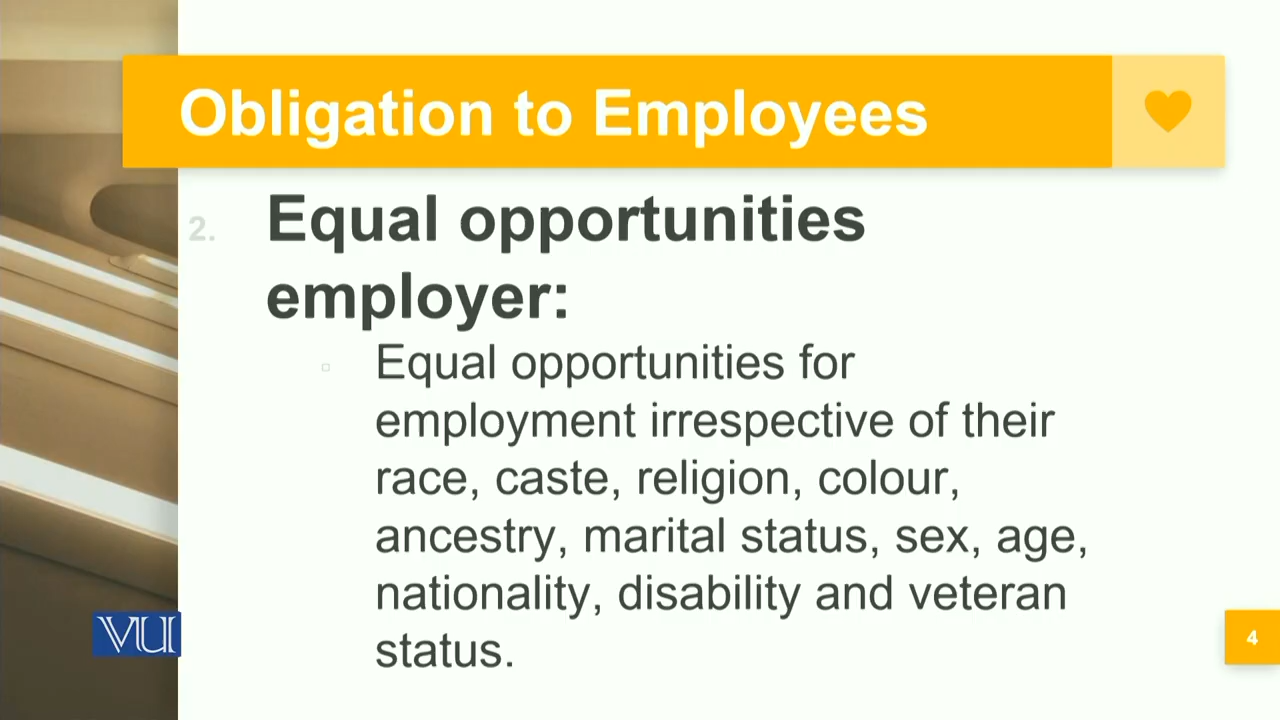 Obligation to Employees
2. Equal opportunities
employer:
Equal opportunities for
employment irrespective of their
race, caste, religion, colour,
ancestry, marital status, sex, age,
nationality, disability and veteran
status.
VU
4